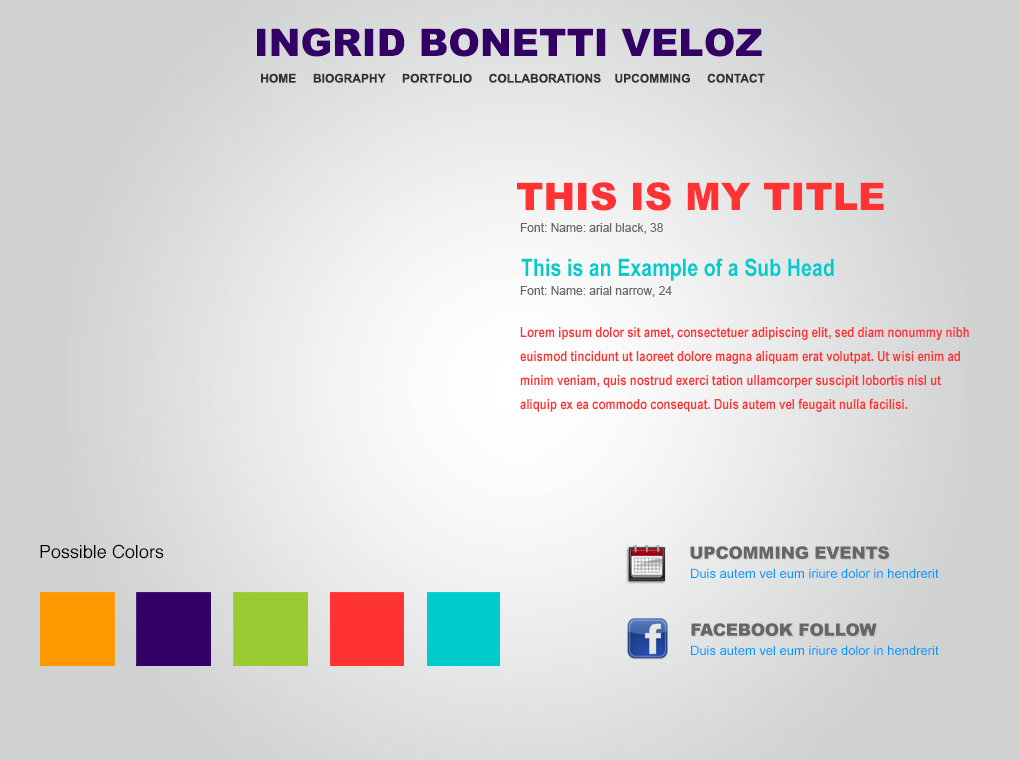 INGRID BONETTI VELOZ
HOME BIOGRAPHY PORTFOLIO COLLABORATIONS UPCOMMING CONTACT
THIS IS MY TITLE
Font: Name: arial black, 38
This is an Example of a Sub Head
Font: Name: arial narrow, 24
Lorem ipsum dolor sit amet, consectetuer adipiscing elit, sed diam nonummy nibh
euismod tincidunt ut laoreet dolore magna aliquam erat volutpat. Ut wisi enim ad
minim veniam, quis nostrud exerci tation ullamcorper suscipit lobortis nisl ut
aliquip ex ea commodo consequat. Duis autem vel feugait nulla facilisi.
Possible Colors
UPCOMMING EVENTS
Duis autem vel eum iriure dolor in hendrerit
f
FACEBOOK FOLLOW
Duis autem vel eum iriure dolor in hendrerit